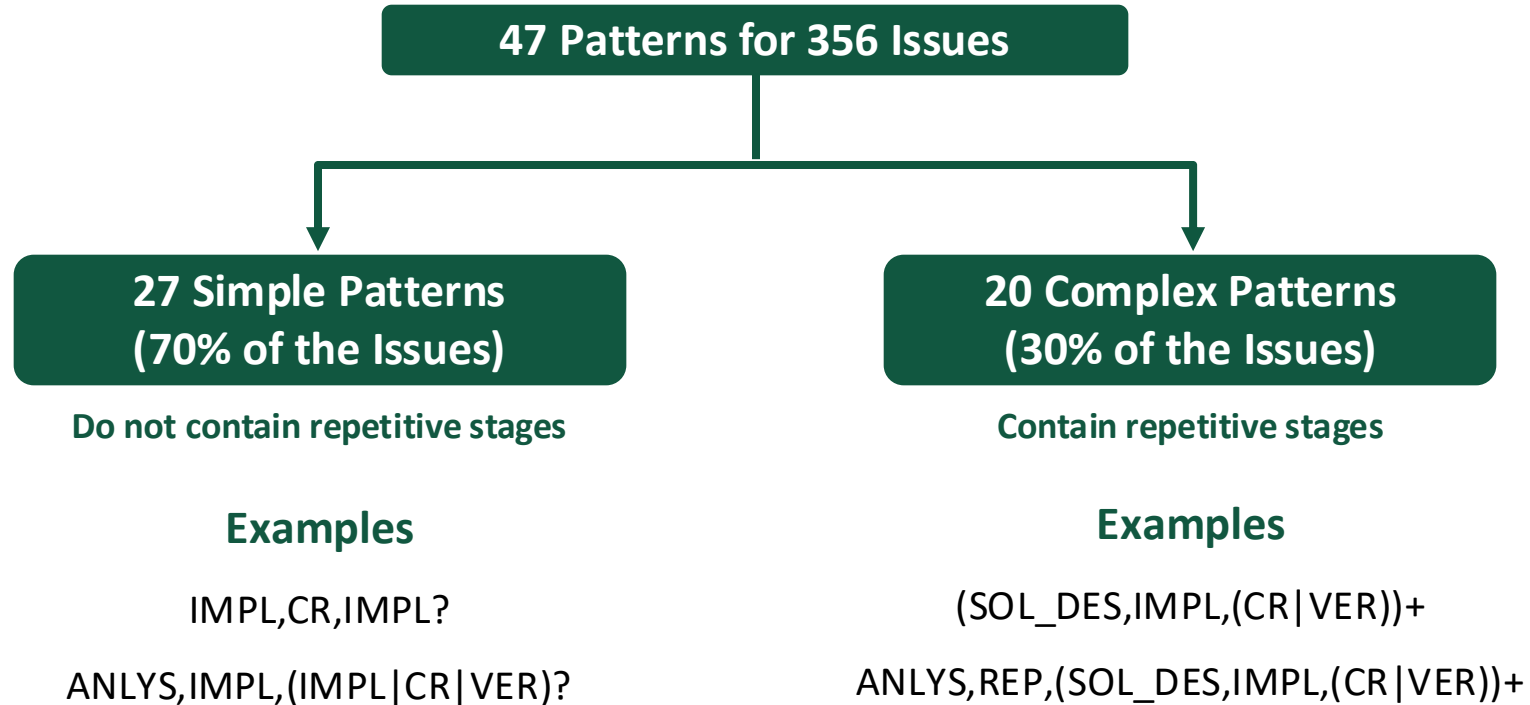 47 Patterns for 356 Issues
27 Simple Patterns
(70% of the Issues)
Do not contain repetitive stages
Examples
IMPL,CR,IMPL?
ANLYS,IMPL,(IMPL|CR|VER)?
20 Complex Patterns
(30% of the Issues)
Contain repetitive stages
Examples
(SOL_DES,IMPL,(CR|VER))+
ANLYS,REP,(SOL_DES,IMPL,(CR|VER))+